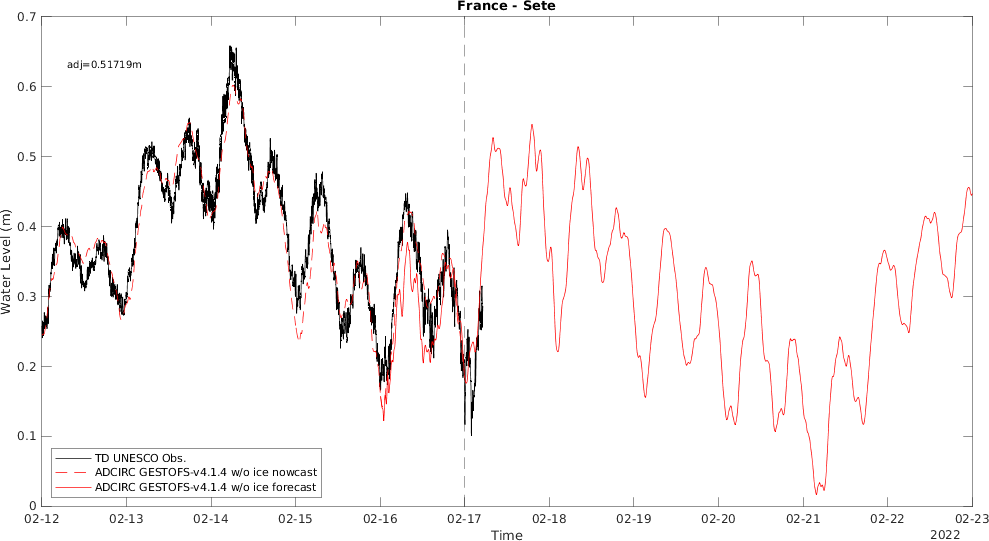 France - Sete
adj=0.51719m
0.7
0.6
0.5
0.4
0.3
0.2
0.1
0
Water Level (m)
TD UNESCO Obs.
ADCIRC GESTOFS-v4.1.4 w/o ice nowcast
ADCIRC GESTOFS-v4.1.4 w/o ice forecast
02-12 02-13 02-14 02-15 02-16 02-17 02-18 02-19 02-20 02-21 02-22 02-23
Time
2022